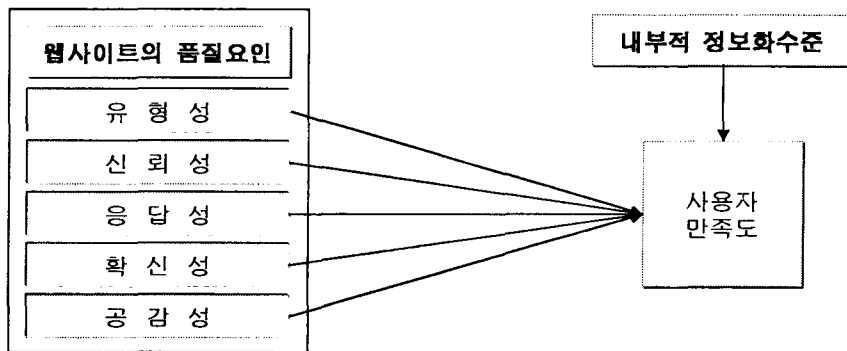 웹사이트의 품질요인
유 형 성
신 뢰 성
응 답 성
확 신 성
공 감 성
내부적 정보화수준
사용자
만족도